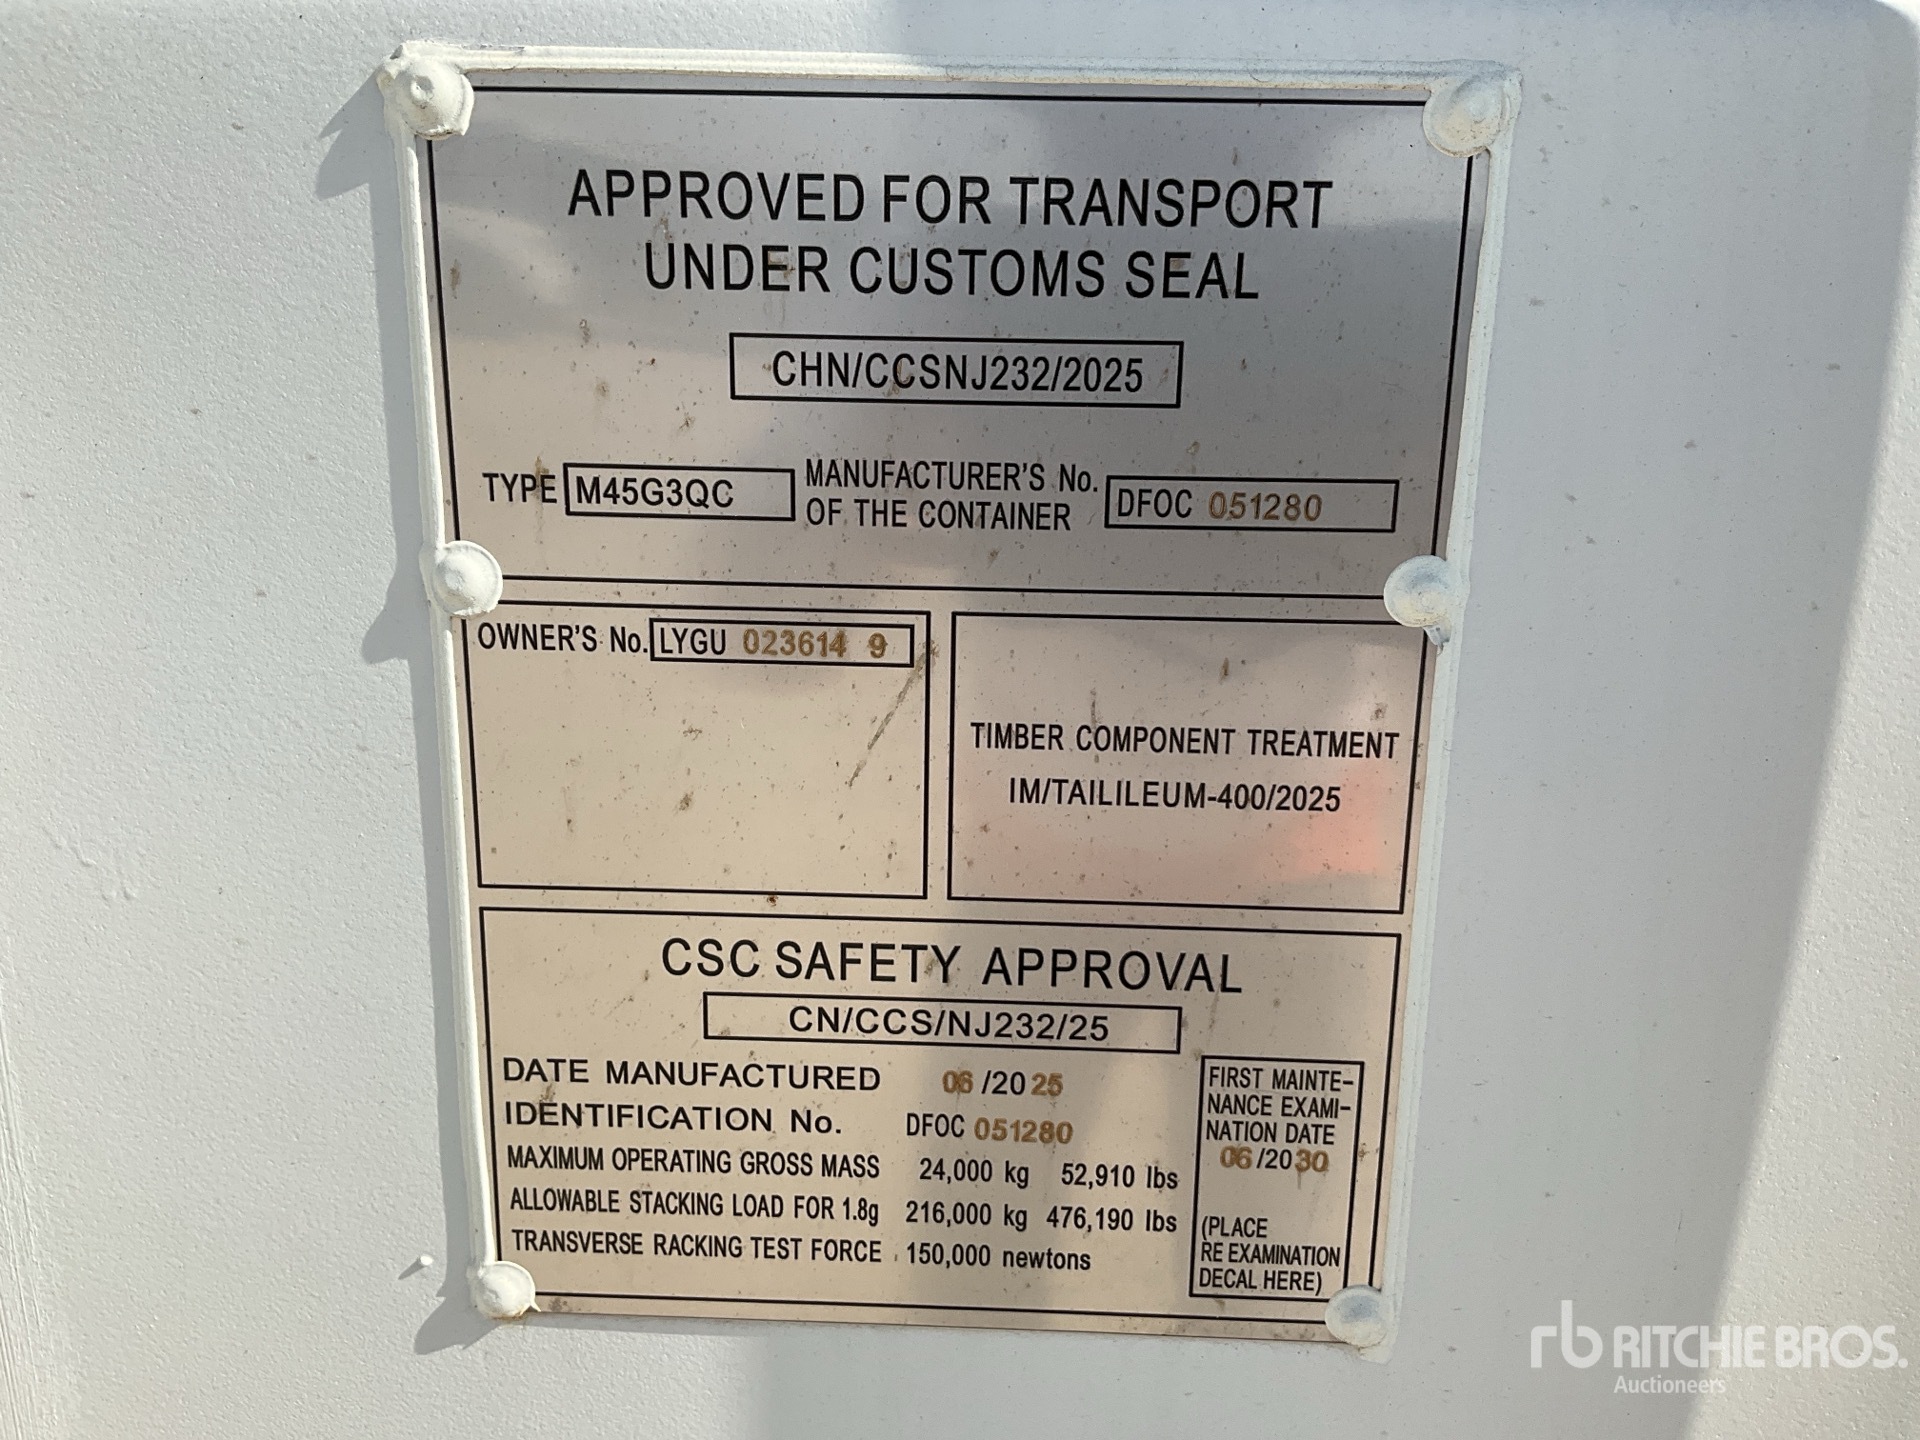 APPROVED FOR TRANSPORT
UNDER CUSTOMS SEAL
CHN/CCSNJ232/2025
TYPE M45G3QC MANUFACTURER'S No. OF THE CONTAINER DFOC 051280
OWNER'S No. LYGU 023614 9
TIMBER COMPONENT TREATMENT
IM/TAILILEUM-400/2025
CSC SAFETY APPROVAL
CN/CCS/NJ232/25
DATE MANUFACTURED 06/2025
IDENTIFICATION No. DFOC 051280
MAXIMUM OPERATING GROSS MASS 24,000 kg 52,910 lbs
ALLOWABLE STACKING LOAD FOR 1.8g 216,000 kg 476,190 lbs
TRANSVERSE RACKING TEST FORCE 150,000 newtons
FIRST MAINTE-
NANCE EXAMI-
NATION DATE
06/2030
(PLACE
RE EXAMINATION
DECAL HERE)
rb RITCHIE BROS.
Auctioneers